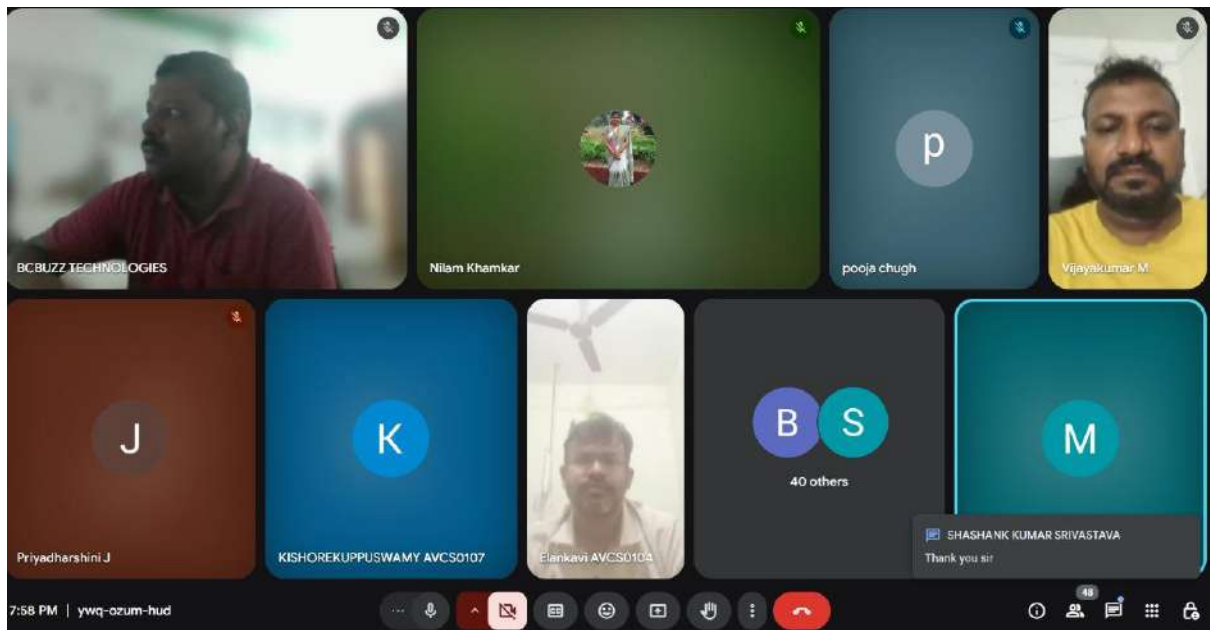 BCBUZZ TECHNOLOGIES
Nilam Khamkar
p
pooja chugh
Vijayakumar M
J
Priyadharshini J
K
KISHOREKUPPUSWAMY AVCS0107
Elankavi AVCS0104
B S
40 others
M
SHASHANK KUMAR SRIVASTAVA
Thank you sir
7:58 PM | ywq-ozum-hud
CC
48